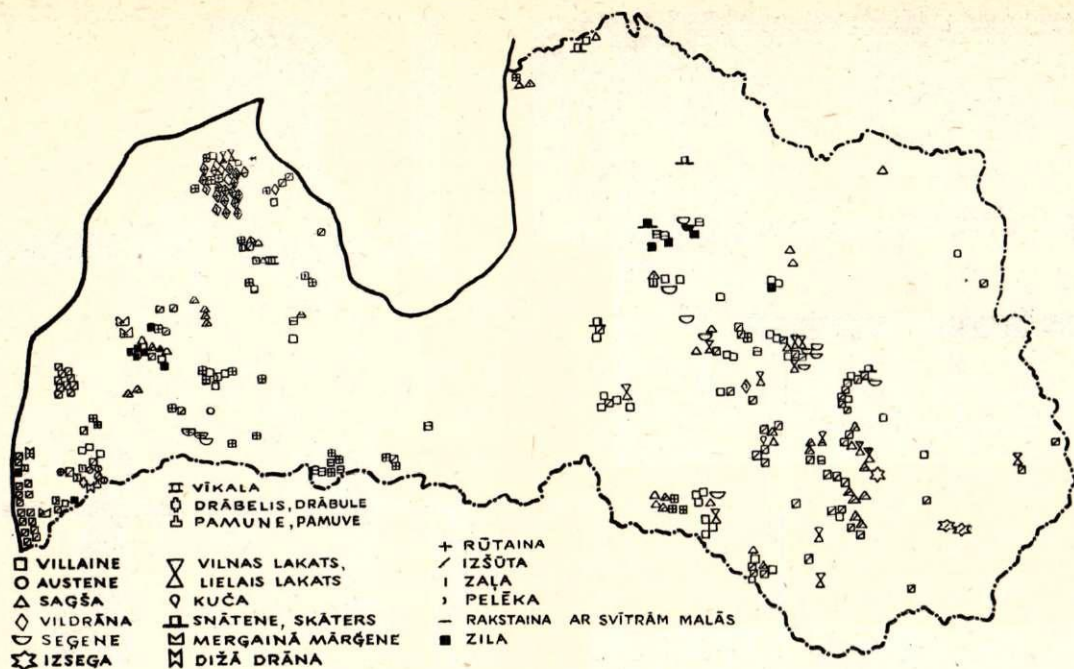 VĪKALA
DRĀBELIS, DRĀBULE
PAMUNE, PAMUVE
VILLAINE
AUSTENE
SAGŠA
VILDRĀNA
SEĢENE
IZSEGA
VILNAS LAKATS,
LIELAIS LAKATS
KUČA
SNĀTENE, SKĀTERS
MERGAINĀ MĀRĢENE
DIŽĀ DRĀNA
RŪTAINA
IZŠŪTA
ZAĻA
PELĒKA
RAKSTAINA AR SVĪTRĀM MALĀS
ZILA